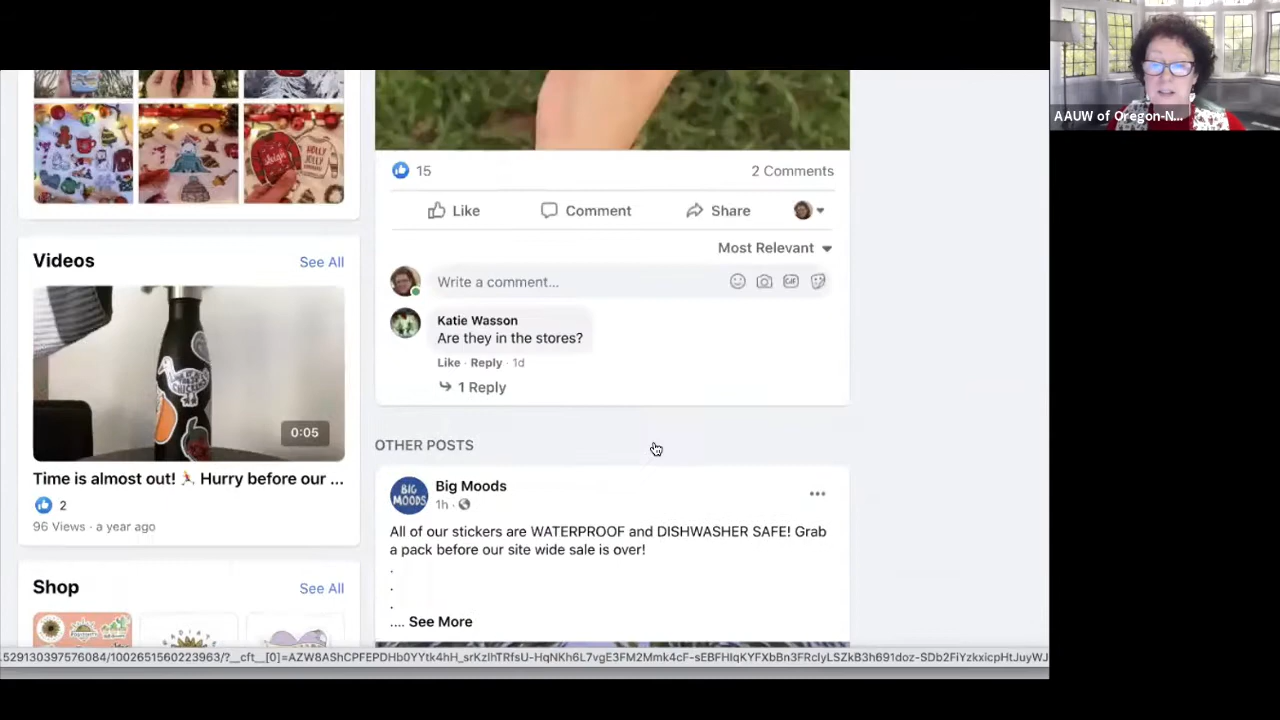 AAUW of Oregon-N...
HOLLY
JOLLY
15
2 Comments
Like
Comment
Share
Most Relevant
Videos
See All
Write a comment...
GIF
Katie Wasson
Are they in the stores?
Like · Reply · 1d
1 Reply
0:05
Time is almost out! 🏃 Hurry before our ...
2
96 Views · a year ago
OTHER POSTS
BIG
MOODS
Big Moods
1h ·
All of our stickers are WATERPROOF and DISHWASHER SAFE! Grab
a pack before our site wide sale is over!
.
.
.
.... See More
Shop
See All